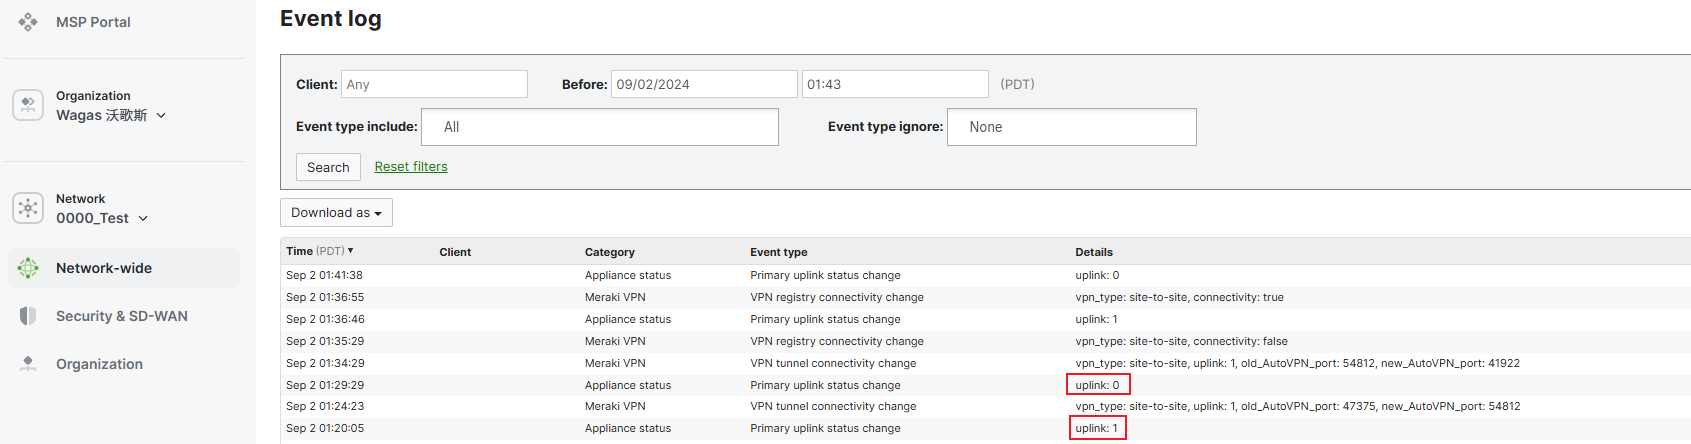 MSP Portal
Organization
Wagas 沃歌斯
Network
0000_Test
Network-wide
Security & SD-WAN
Organization
Event log
Client: Any Before: 09/02/2024 01:43 (PDT)
Event type include: All Event type ignore: None
Search Reset filters
Download as
Time (PDT) Client Category Event type Details
Sep 2 01:41:38 Appliance status Primary uplink status change uplink: 0
Sep 2 01:36:55 Meraki VPN VPN registry connectivity change vpn_type: site-to-site, connectivity: true
Sep 2 01:36:46 Appliance status Primary uplink status change uplink: 1
Sep 2 01:35:29 Meraki VPN VPN registry connectivity change vpn_type: site-to-site, connectivity: false
Sep 2 01:34:29 Meraki VPN VPN tunnel connectivity change vpn_type: site-to-site, uplink: 1, old_AutoVPN_port: 54812, new_AutoVPN_port: 41922
Sep 2 01:29:29 Appliance status Primary uplink status change uplink: 0
Sep 2 01:24:23 Meraki VPN VPN tunnel connectivity change vpn_type: site-to-site, uplink: 1, old_AutoVPN_port: 47375, new_AutoVPN_port: 54812
Sep 2 01:20:05 Appliance status Primary uplink status change uplink: 1